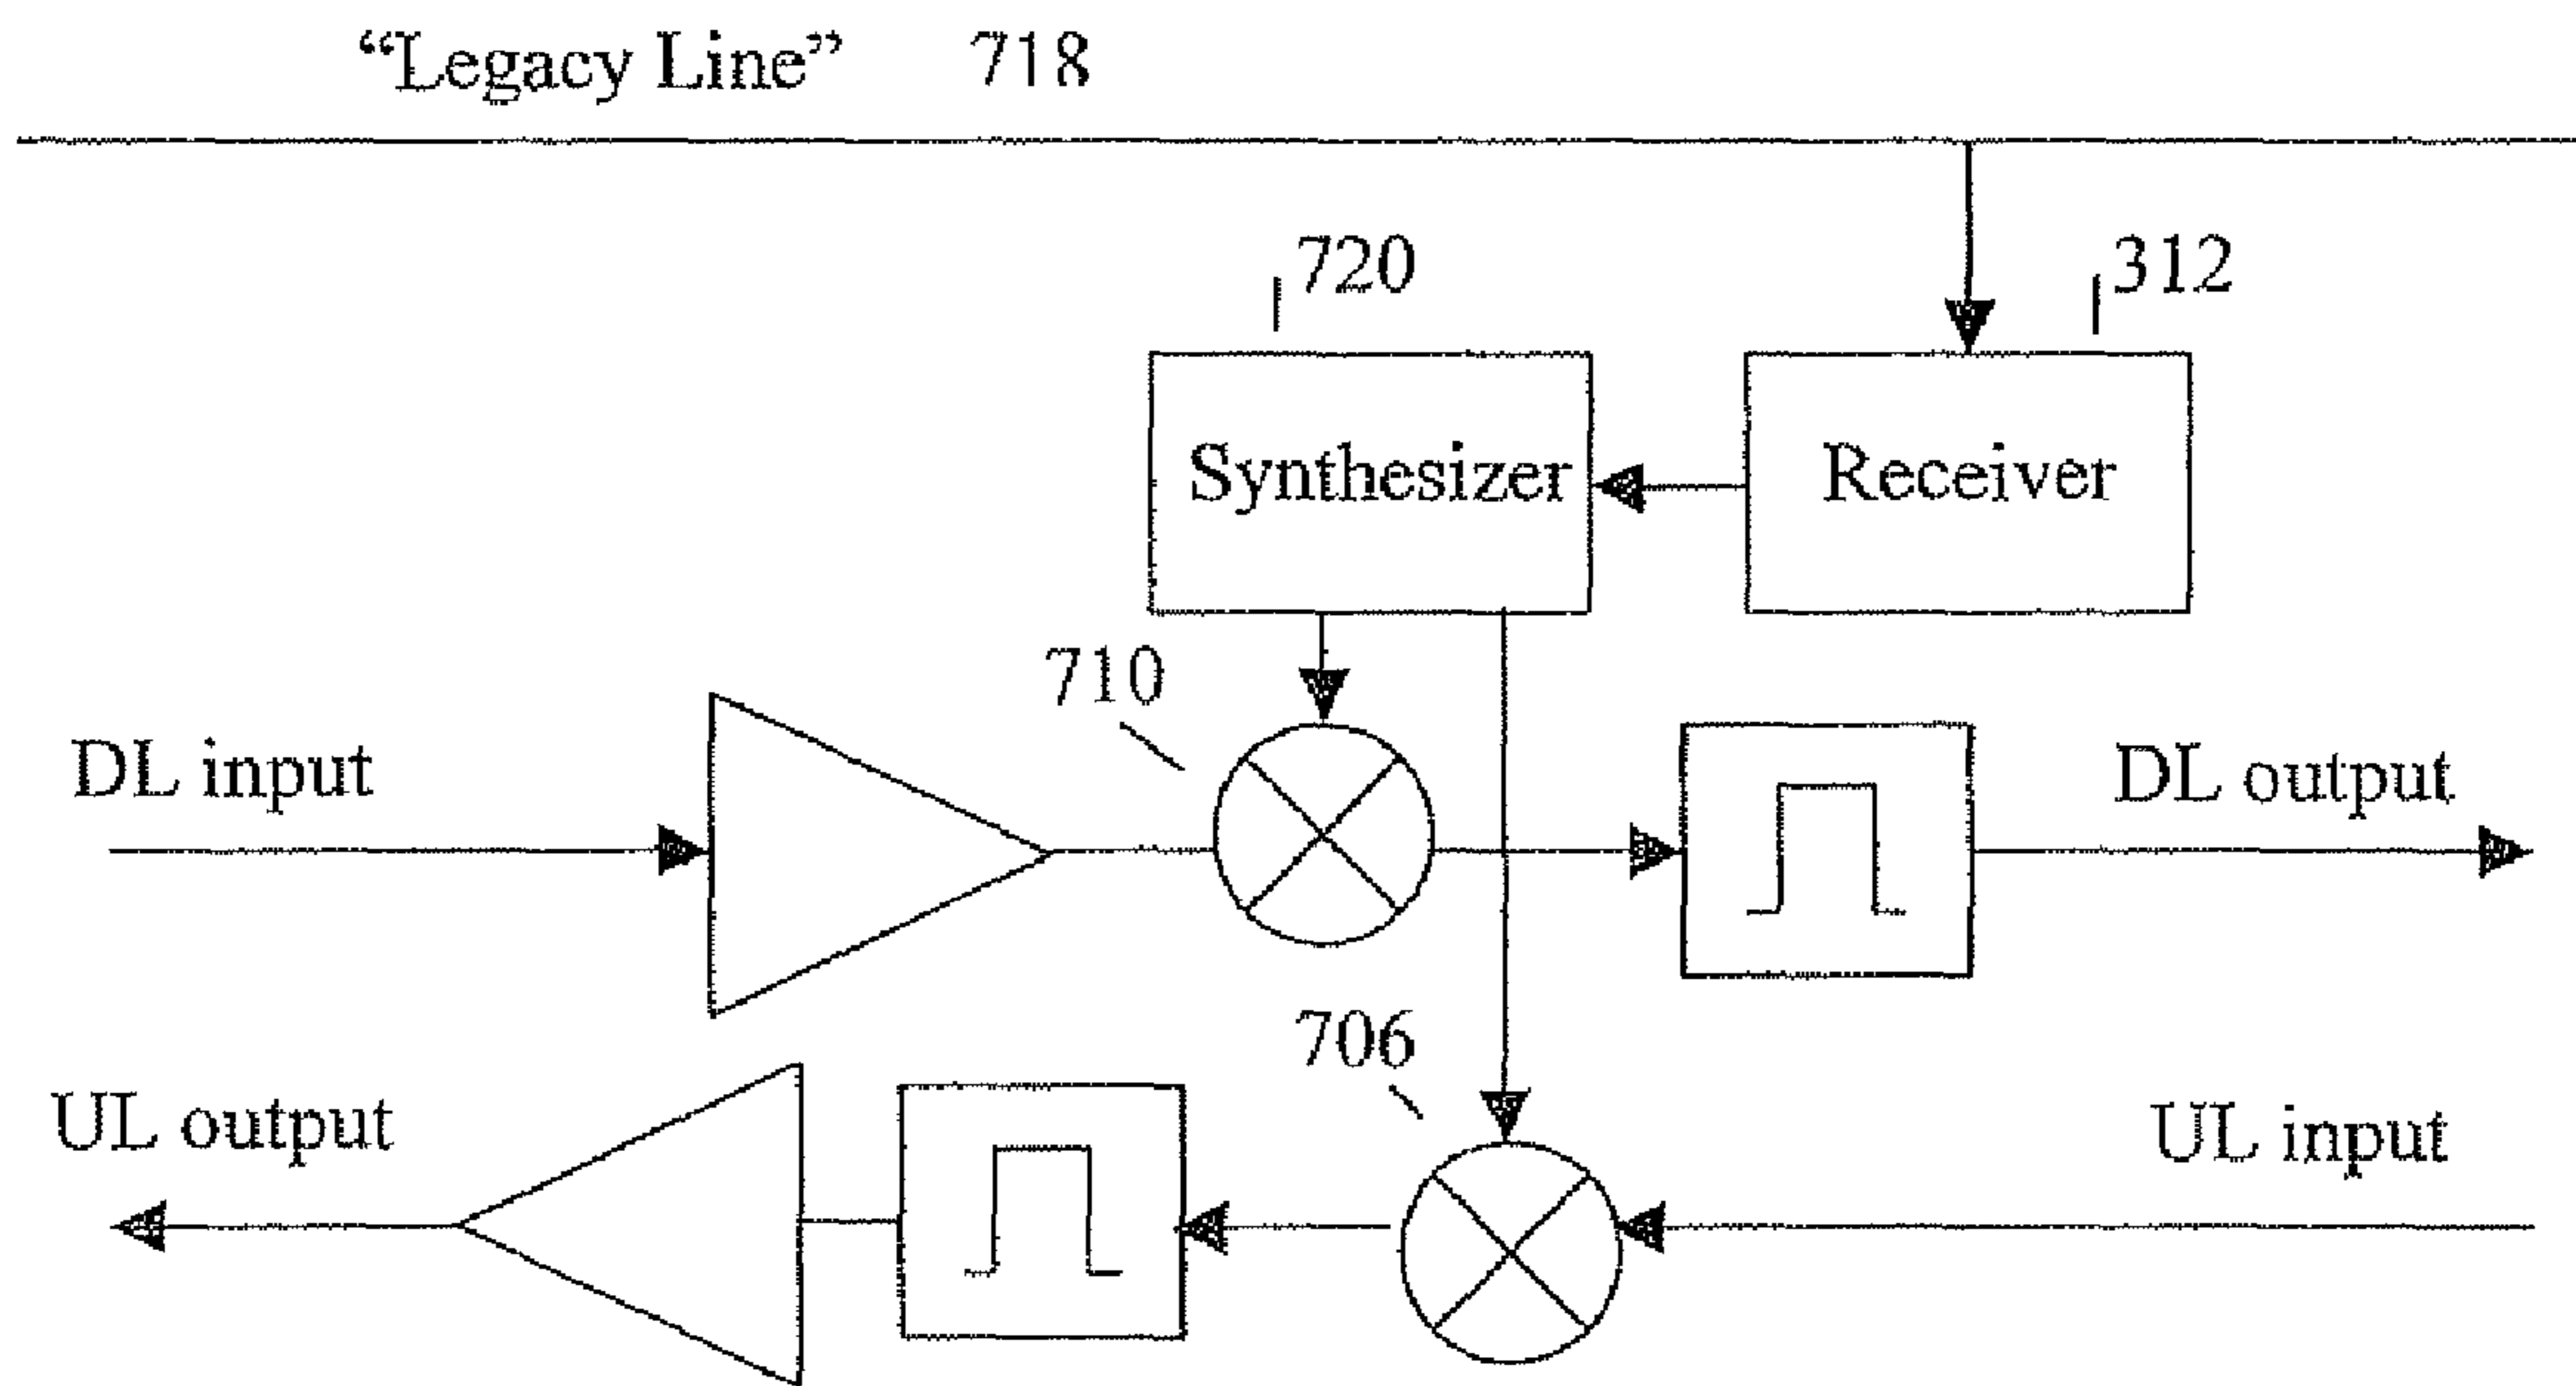 “Legacy Line” 718
720
312
Synthesizer
Receiver
710
DL input
DL output
706
UL output
UL input